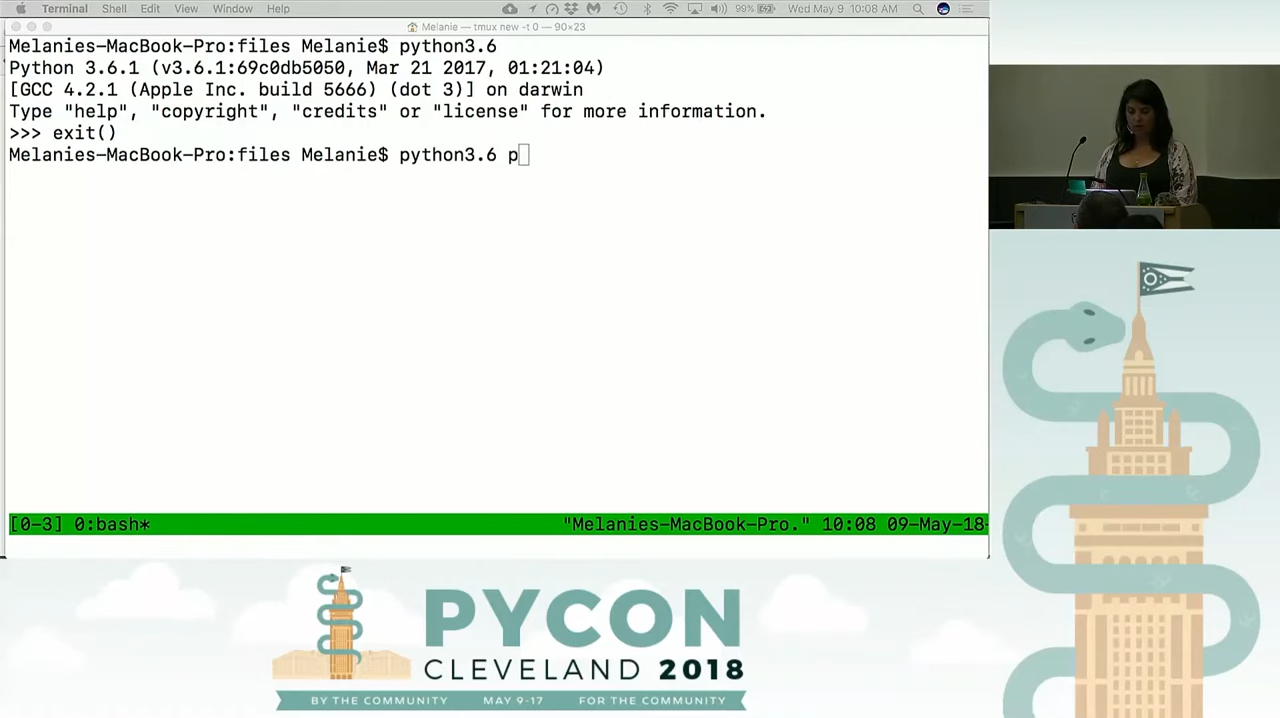 Terminal Shell Edit View Window Help 99% Wed May 9 10:08 AM
Melanie — tmux new -t 0 — 90×23
Melanies-MacBook-Pro:files Melanie$ python3.6
Python 3.6.1 (v3.6.1:69c0db5050, Mar 21 2017, 01:21:04)
[GCC 4.2.1 (Apple Inc. build 5666) (dot 3)] on darwin
Type "help", "copyright", "credits" or "license" for more information.
>>> exit()
Melanies-MacBook-Pro:files Melanie$ python3.6 p
[0-3] 0:bash* "Melanies-MacBook-Pro." 10:08 09-May-18
PYCON
CLEVELAND 2018
BY THE COMMUNITY MAY 9-17 FOR THE COMMUNITY